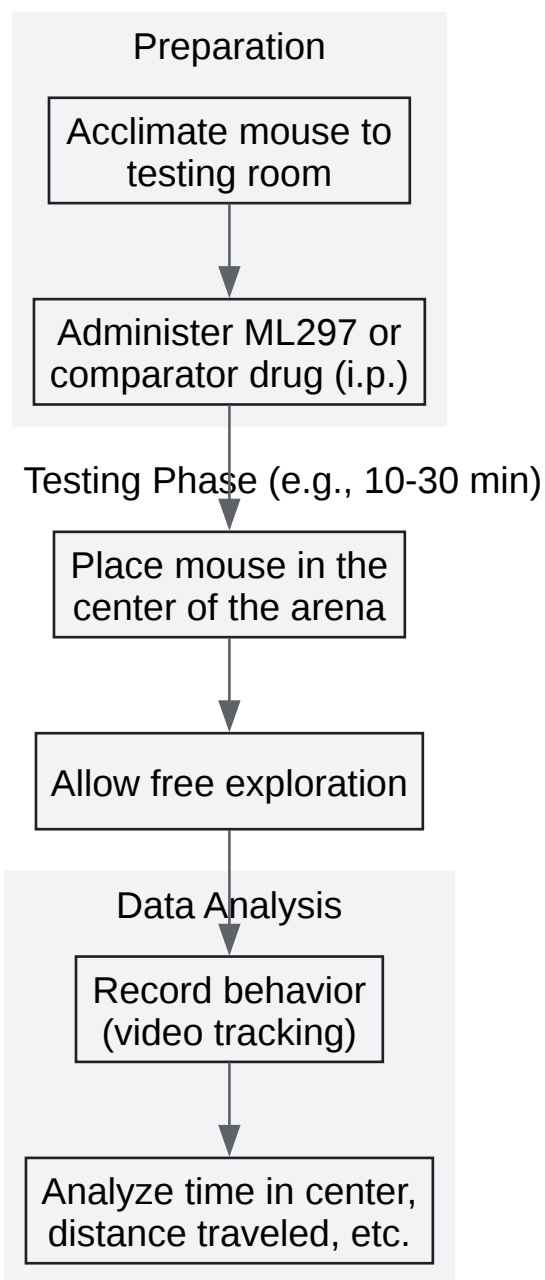 Preparation
Acclimate mouse to
testing room
Administer ML297 or
comparator drug (i.p.)
Testing Phase (e.g., 10-30 min)
Place mouse in the
center of the arena
Allow free exploration
Data Analysis
Record behavior
(video tracking)
Analyze time in center,
distance traveled, etc.